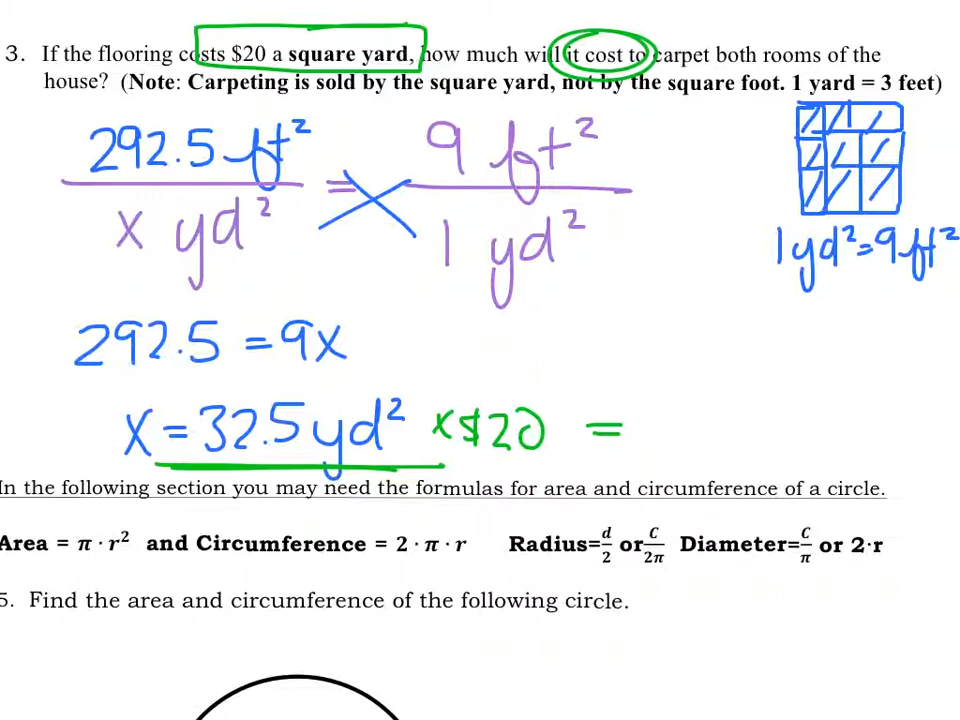 3. If the flooring costs $20 a square yard, how much will it cost to carpet both rooms of the
house? (Note: Carpeting is sold by the square yard, not by the square foot. 1 yard = 3 feet)
292.5 ft² / x yd² = 9 ft² / 1 yd²
1 yd² = 9 ft²
292.5 = 9x
x = 32.5 yd² x $20 =
In the following section you may need the formulas for area and circumference of a circle.
Area = π · r² and Circumference = 2 · π · r Radius=d/2 or C/2π Diameter=C/π or 2·r
5. Find the area and circumference of the following circle.